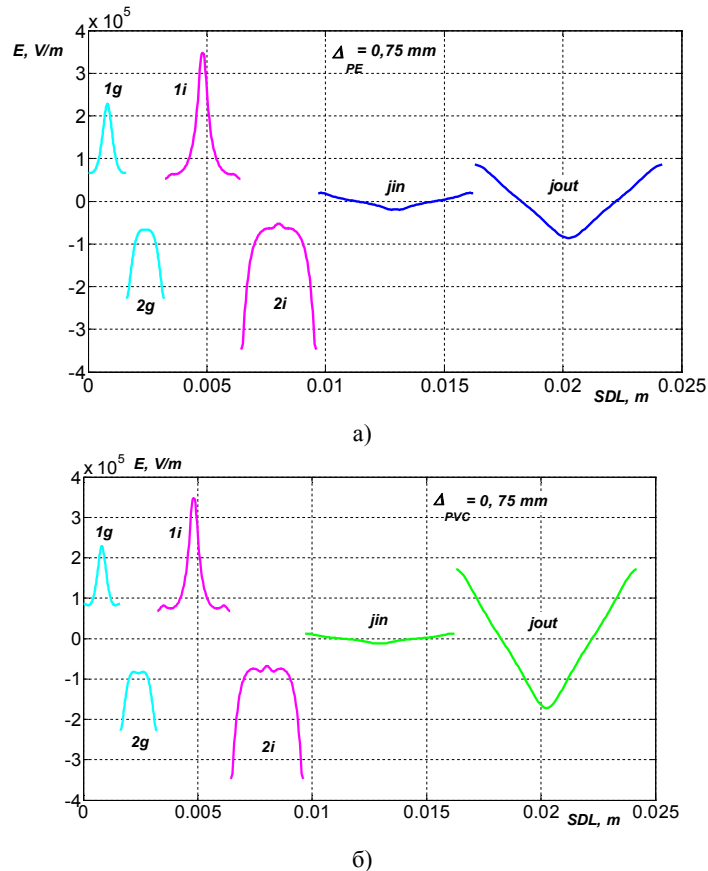 4 x 10^5
E, V/m
Δ_PE = 0,75 mm
3
1g
1i
2
1
jin
jout
0
-1
2g
2i
-2
-3
-4
0 0.005 0.01 0.015 0.02 0.025
SDL, m
а)
4 x 10^5 E, V/m
Δ_PVC = 0, 75 mm
3
1g
1i
2
1
jin
jout
0
-1
2g
2i
-2
-3
-4
0 0.005 0.01 0.015 0.02 0.025
SDL, m
б)